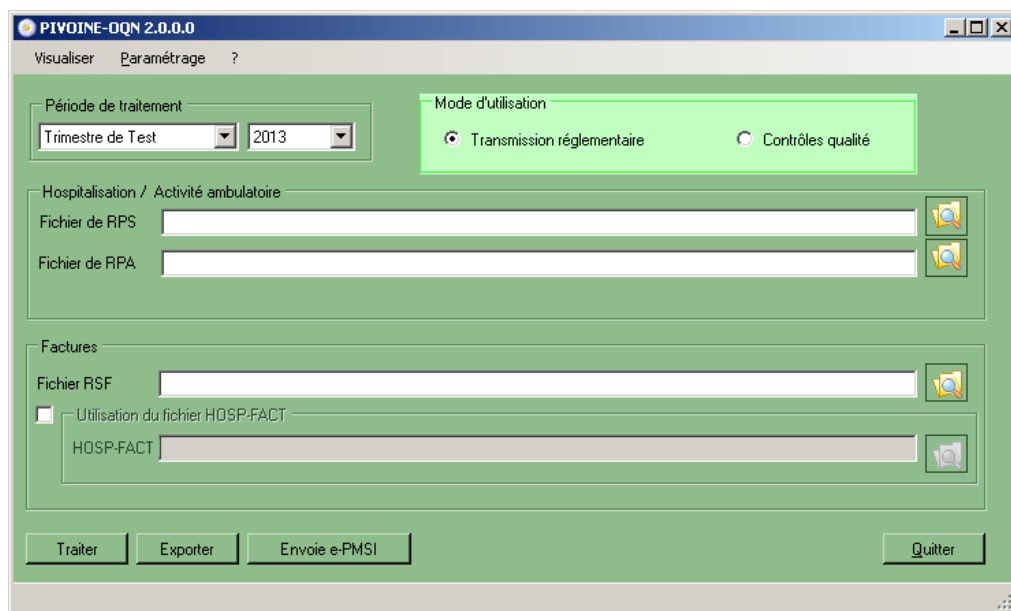 PIVOINE-OQN 2.0.0.0
Visualiser Paramétrage ?
Période de traitement
Trimestre de Test 2013
Mode d'utilisation
Transmission réglementaire Contrôles qualité
Hospitalisation / Activité ambulatoire
Fichier de RPS
Fichier de RPA
Factures
Fichier RSF
Utilisation du fichier HOSP-FACT
HOSP-FACT
Traiter Exporter Envoie e-PMSI Quitter